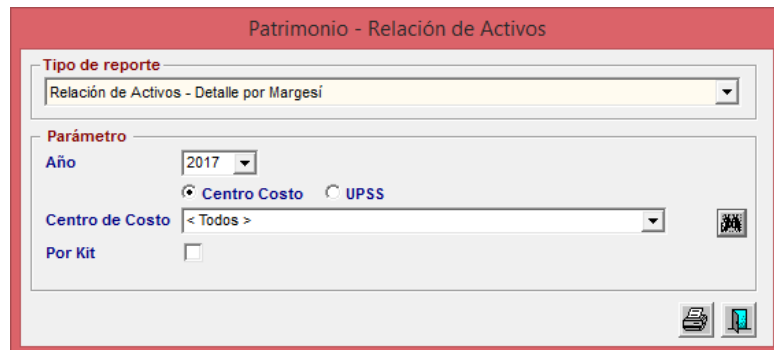 Patrimonio - Relación de Activos
Tipo de reporte
Relación de Activos - Detalle por Margesí
Parámetro
Año 2017
Centro Costo UPSS
Centro de Costo < Todos >
Por Kit